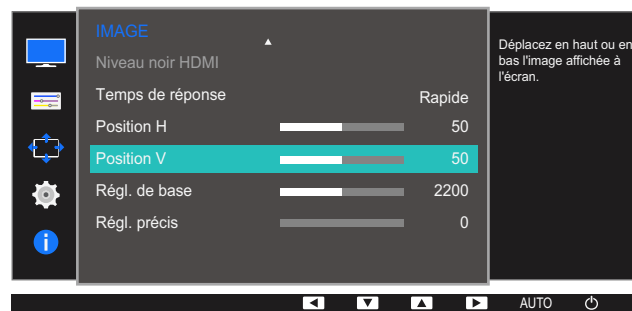 IMAGE
Niveau noir HDMI
Temps de réponse Rapide
Position H 50
Position V 50
Régl. de base 2200
Régl. précis 0
Déplacez en haut ou en
bas l'image affichée à
l'écran.
AUTO